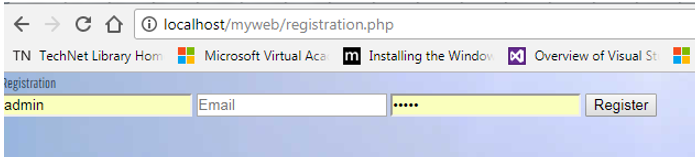 localhost/myweb/registration.php
TN TechNet Library Hom Microsoft Virtual Aca m Installing the Window Overview of Visual St
Registration
admin Email ••••• Register